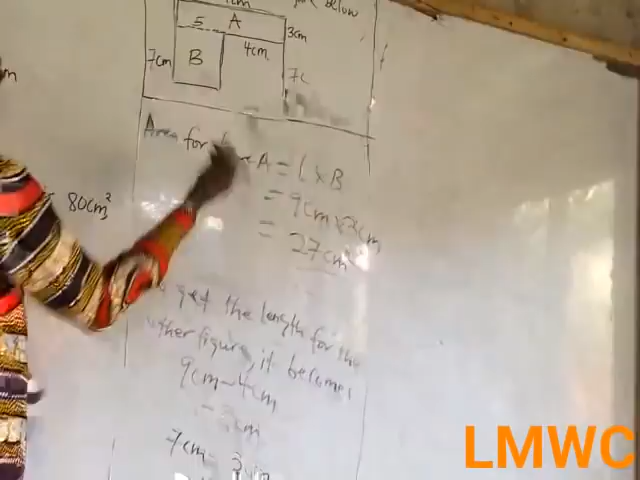 below
5 A
3cm
4cm
7cm B
7c
Area for A = L x B
= 9cm x 3cm
= 27cm²
80cm²
get the length for the
other figure, it becomes
9cm - 4cm
7cm - 3cm
LMWC